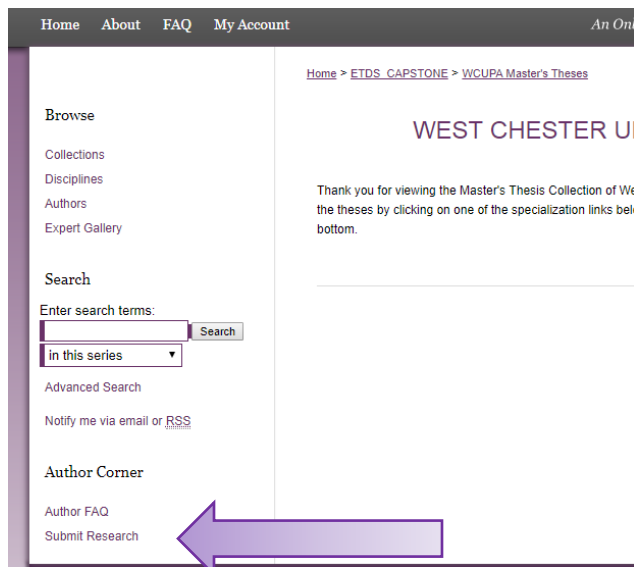 Home About FAQ My Account
An
Home > ETDS_CAPSTONE > WCUPA Master's Theses
Browse
WEST CHESTER
Collections
Disciplines
Authors
Expert Gallery
Thank you for viewing the Master's Thesis Collection of
the theses by clicking on one of the specialization links
bottom.
Search
Enter search terms:
Search
in this series
Advanced Search
Notify me via email or RSS
Author Corner
Author FAQ
Submit Research